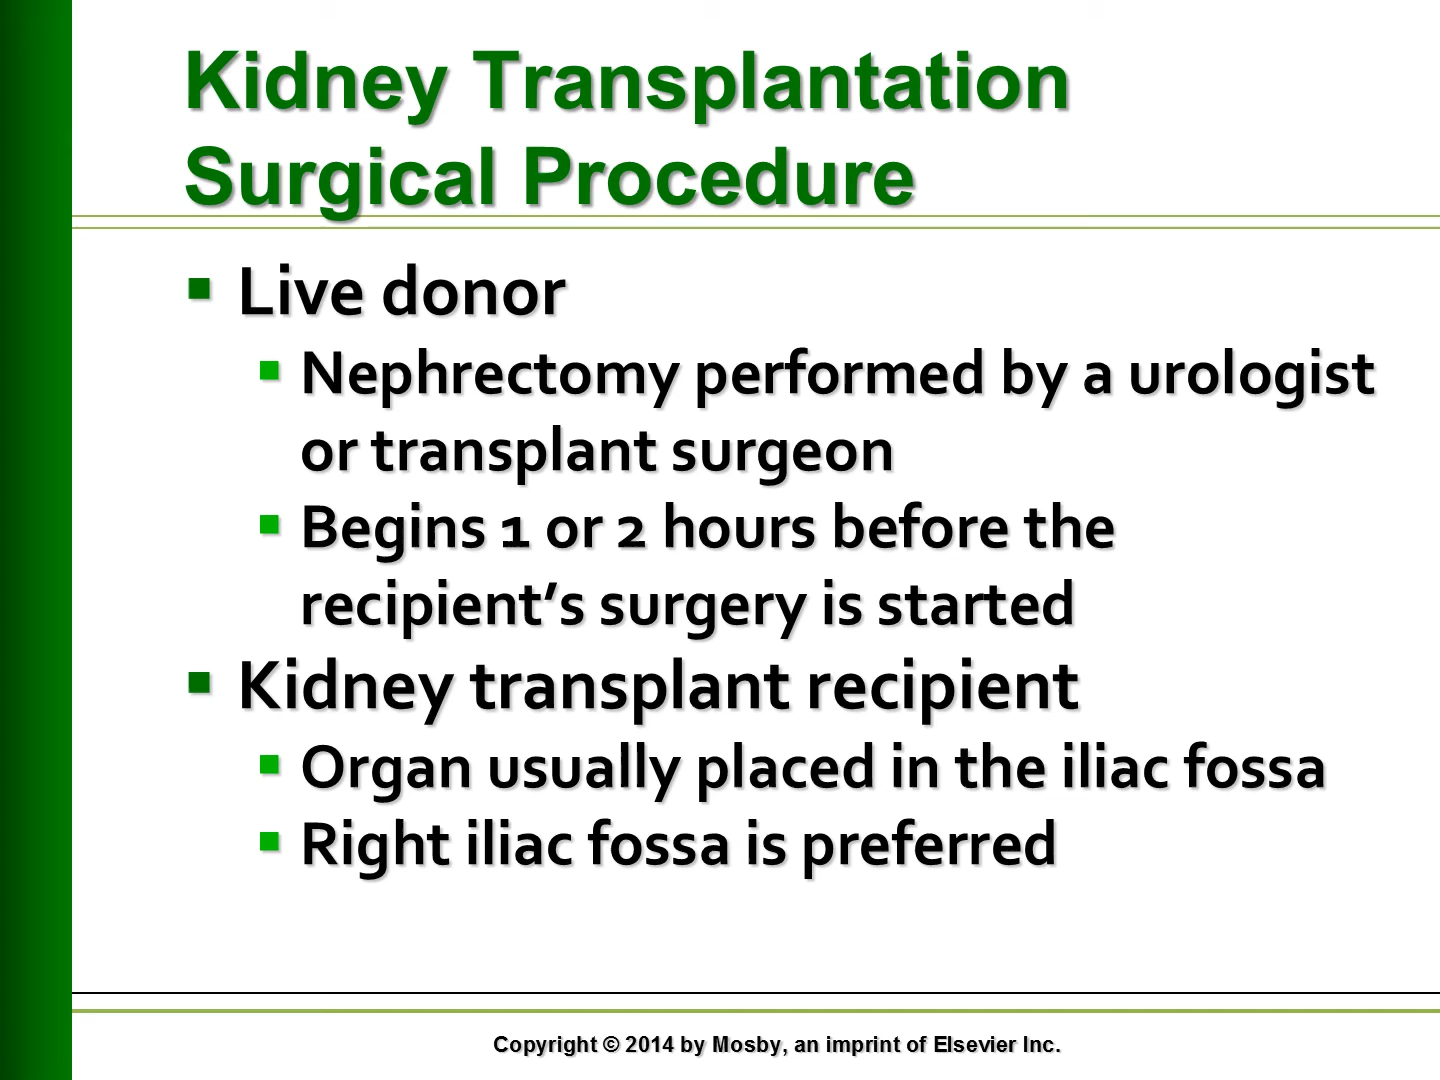 Kidney Transplantation
Surgical Procedure
Live donor
Nephrectomy performed by a urologist
or transplant surgeon
Begins 1 or 2 hours before the
recipient’s surgery is started
Kidney transplant recipient
Organ usually placed in the iliac fossa
Right iliac fossa is preferred
Copyright © 2014 by Mosby, an imprint of Elsevier Inc.